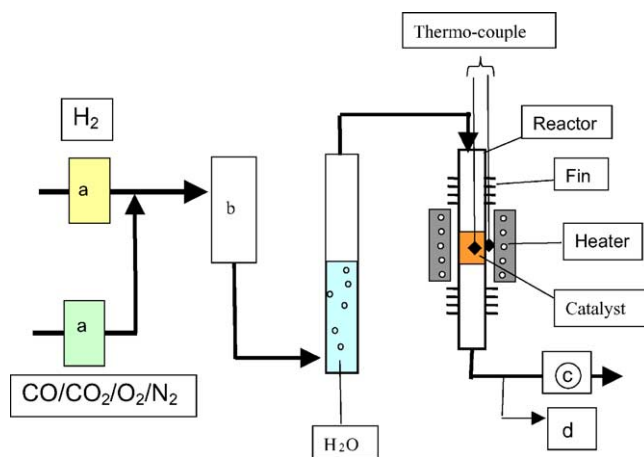 Thermo-couple
H₂
Reactor
a
b
Fin
Heater
a
Catalyst
CO/CO₂/O₂/N₂
c
H₂O
d